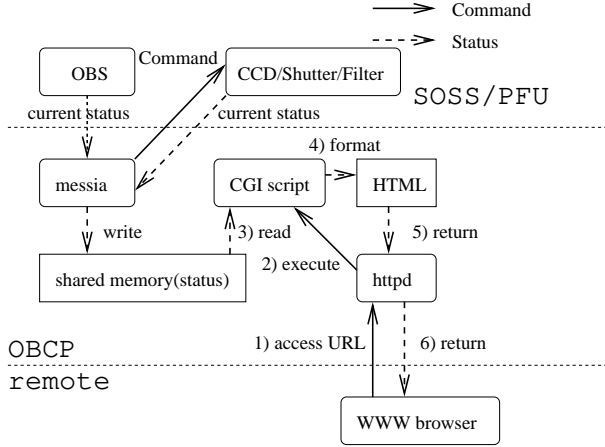 Command
Status
OBS
Command
CCD/Shutter/Filter
SOSS/PFU
current status
current status
4) format
messia
CGI script
HTML
write
3) read
5) return
2) execute
shared memory(status)
httpd
1) access URL
6) return
OBCP
remote
WWW browser